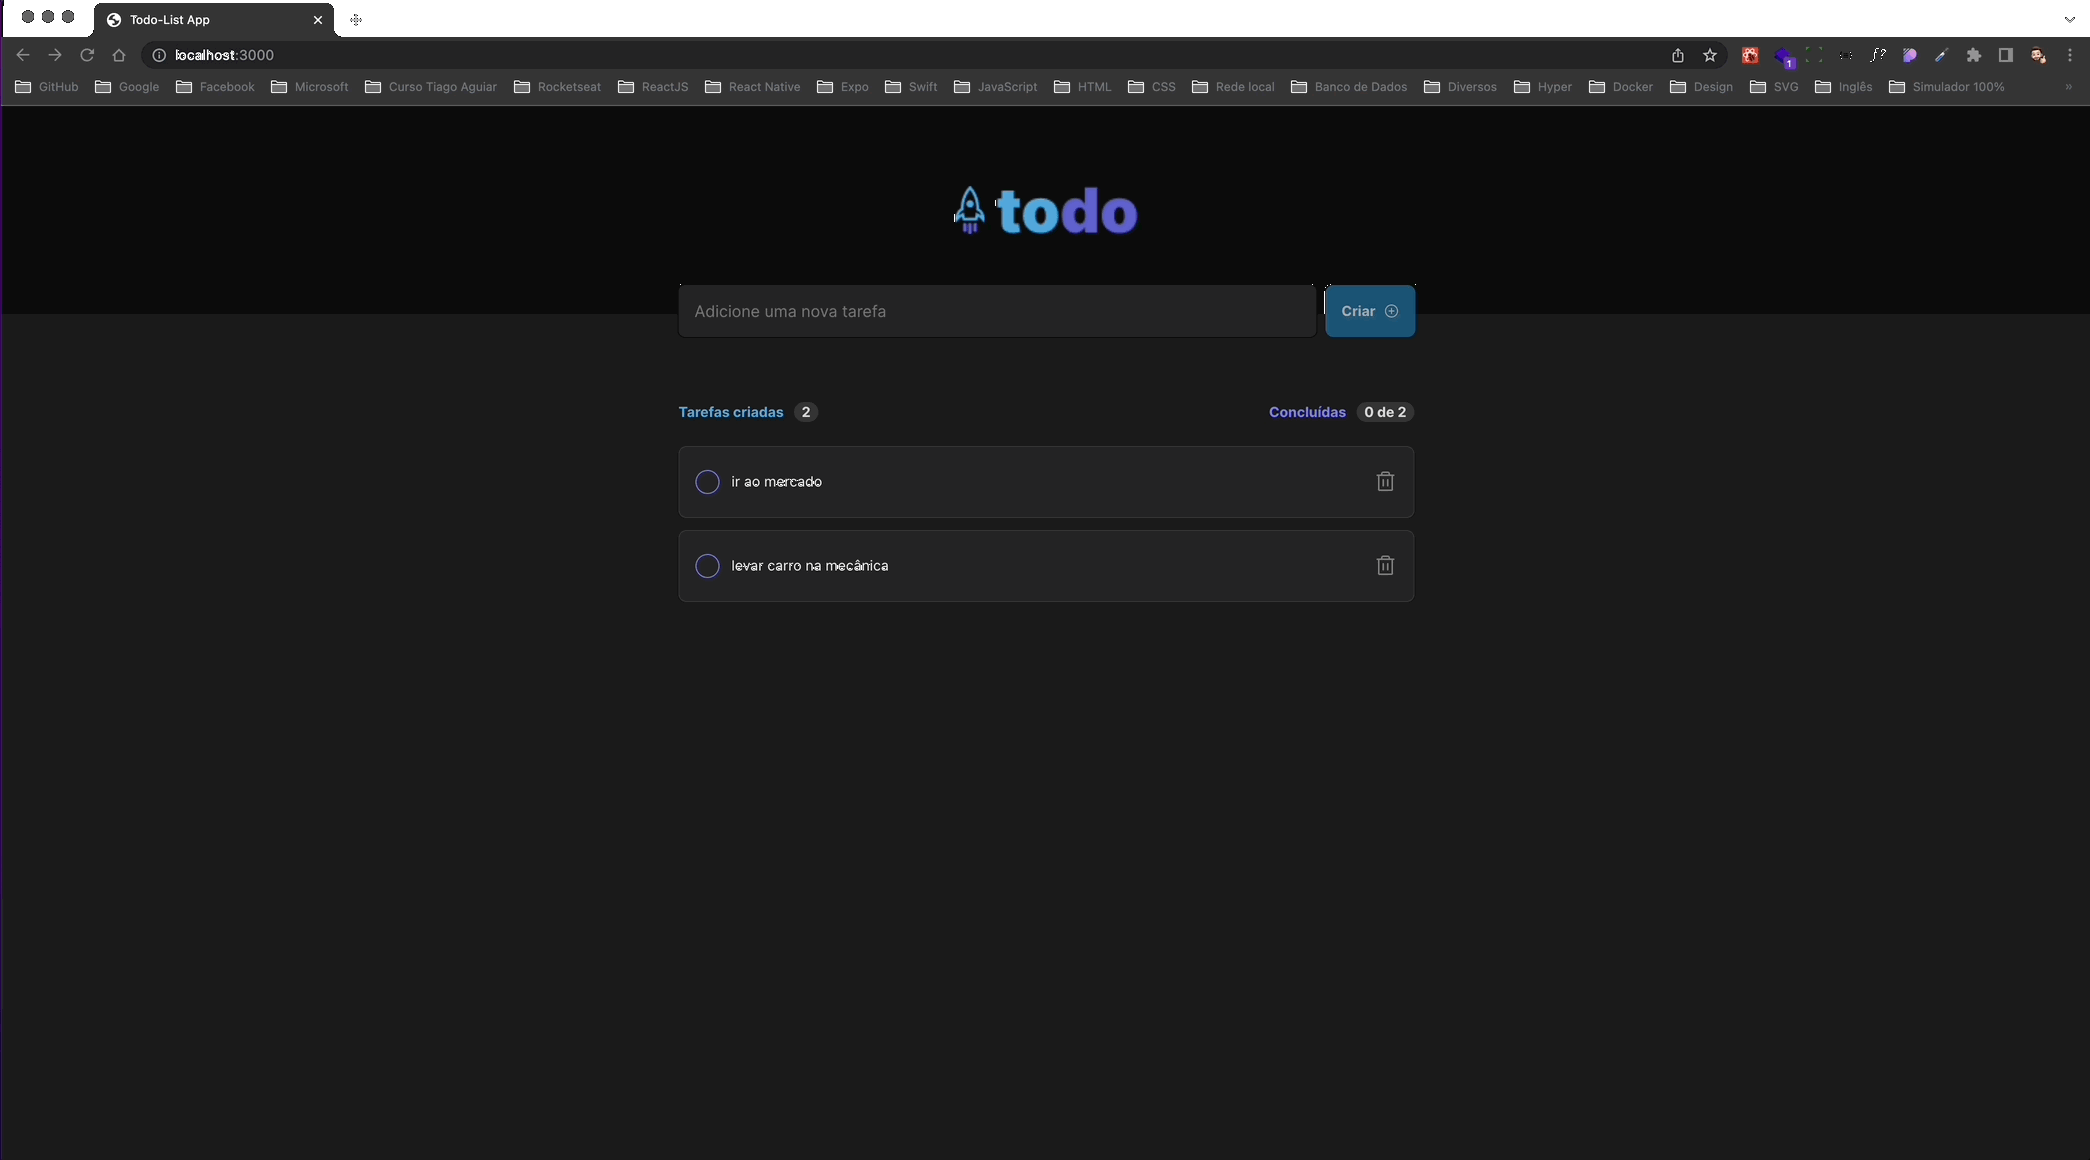 Todo-List App
localhost:3000
1
f?
GitHub Google Facebook Microsoft Curso Tiago Aguiar Rocketseat ReactJS React Native Expo Swift JavaScript HTML CSS Rede local Banco de Dados Diversos Hyper Docker Design SVG Inglês Simulador 100%
todo
Adicione uma nova tarefa Criar
Tarefas criadas 2 Concluídas 0 de 2
ir ao mercado
levar carro na mecânica